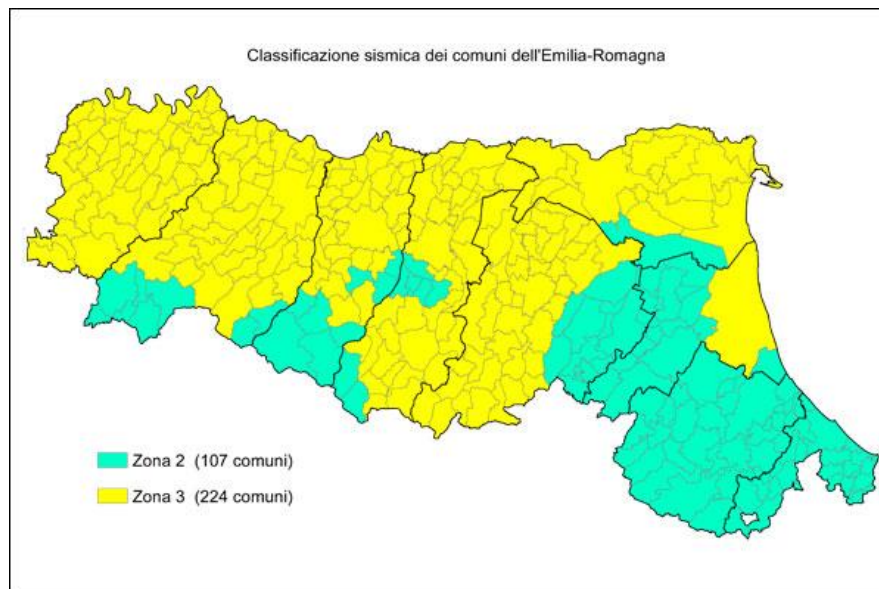 Classificazione sismica dei comuni dell'Emilia-Romagna
Zona 2 (107 comuni)
Zona 3 (224 comuni)